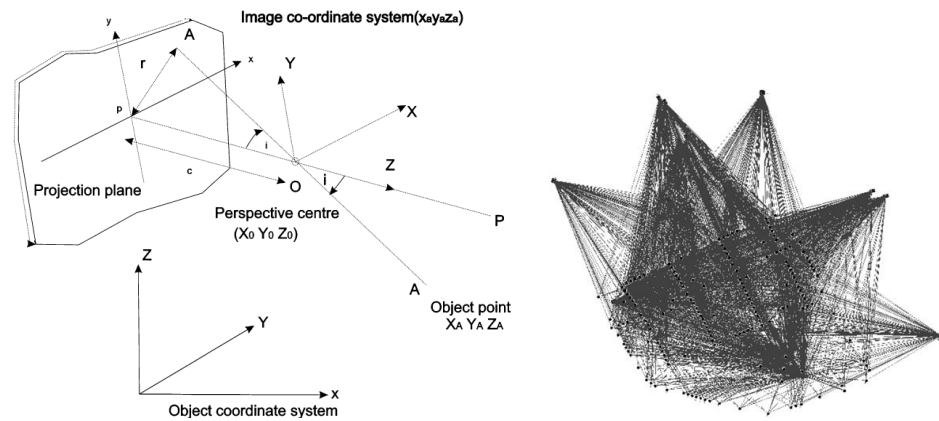 Image co-ordinate system(xayaza)
y
A
r
x
Y
X
p
i
Z
c
i
O
Projection plane
Perspective centre
(X0 Y0 Z0)
P
A
Object point
XA YA ZA
Z
Y
x
Object coordinate system